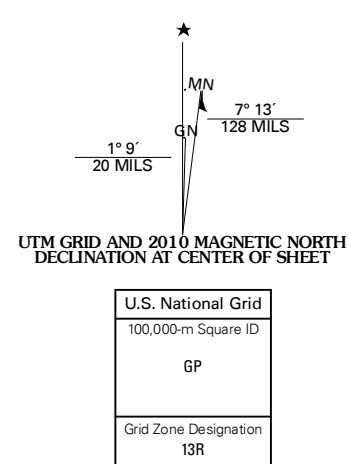 MN
7° 13´
128 MILS
GN
1° 9´
20 MILS
UTM GRID AND 2010 MAGNETIC NORTH
DECLINATION AT CENTER OF SHEET
U.S. National Grid
100,000-m Square ID
GP
Grid Zone Designation
13R